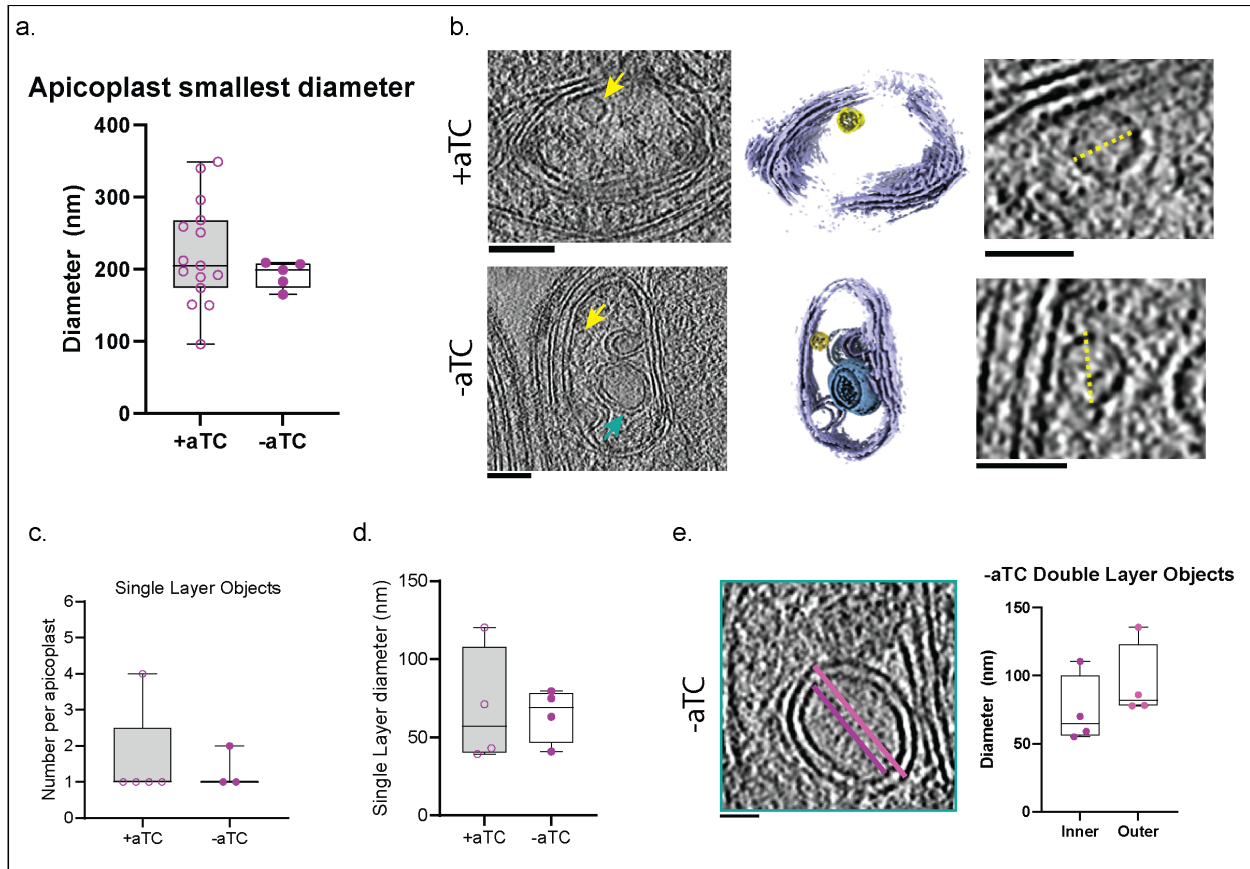 a.
Apicoplast smallest diameter
Diameter (nm)
400
300
200
100
0
+aTC
-aTC
b.
+aTC
-aTC
c.
Single Layer Objects
Number per apicoplast
6
5
4
3
2
1
0
+aTC
-aTC
d.
Single Layer diameter (nm)
150
100
50
0
+aTC
-aTC
e.
-aTC
-aTC Double Layer Objects
Diameter (nm)
150
100
50
0
Inner
Outer